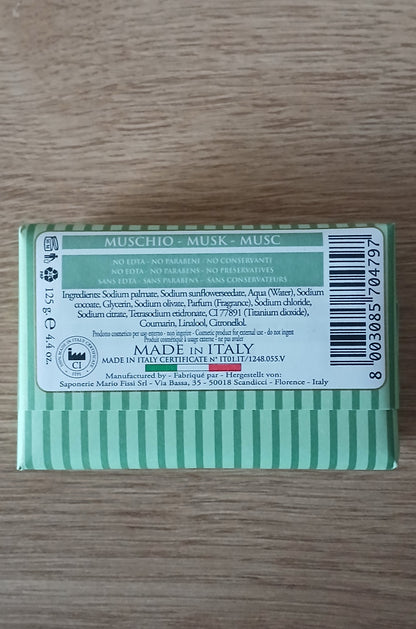 MUSCHIO - MUSK - MUSC
NO EDTA - NO PARABENI - NO CONSERVANTI
NO EDTA - NO PARABENS - NO PRESERVATIVES
SANS EDTA - SANS PARABENS - SANS CONSERVATEURS
Ingredients: Sodium palmate, Sodium sunflowerseedate, Aqua (Water), Sodium
cocoate, Glycerin, Sodium olivate, Parfum (Fragrance), Sodium chloride,
Sodium citrate, Tetrasodium etidronate, CI 77891 (Titanium dioxide),
Coumarin, Linalool, Citronellol.
Prodotto cosmetico per uso esterno - non ingerire - Cosmetic product for external use - do not ingest
Produit cosmétique à usage externe - ne pas avaler
MADE IN ITALY
MADE IN ITALY CERTIFICATE N° IT01.IT/1248.055.V
Manufactured by - Fabriqué par - Hergestellt von:
Saponerie Mario Fissi Srl - Via Bassa, 35 - 50018 Scandicci - Florence - Italy
125 g e 4.4 oz.
CI
8 003085 704797